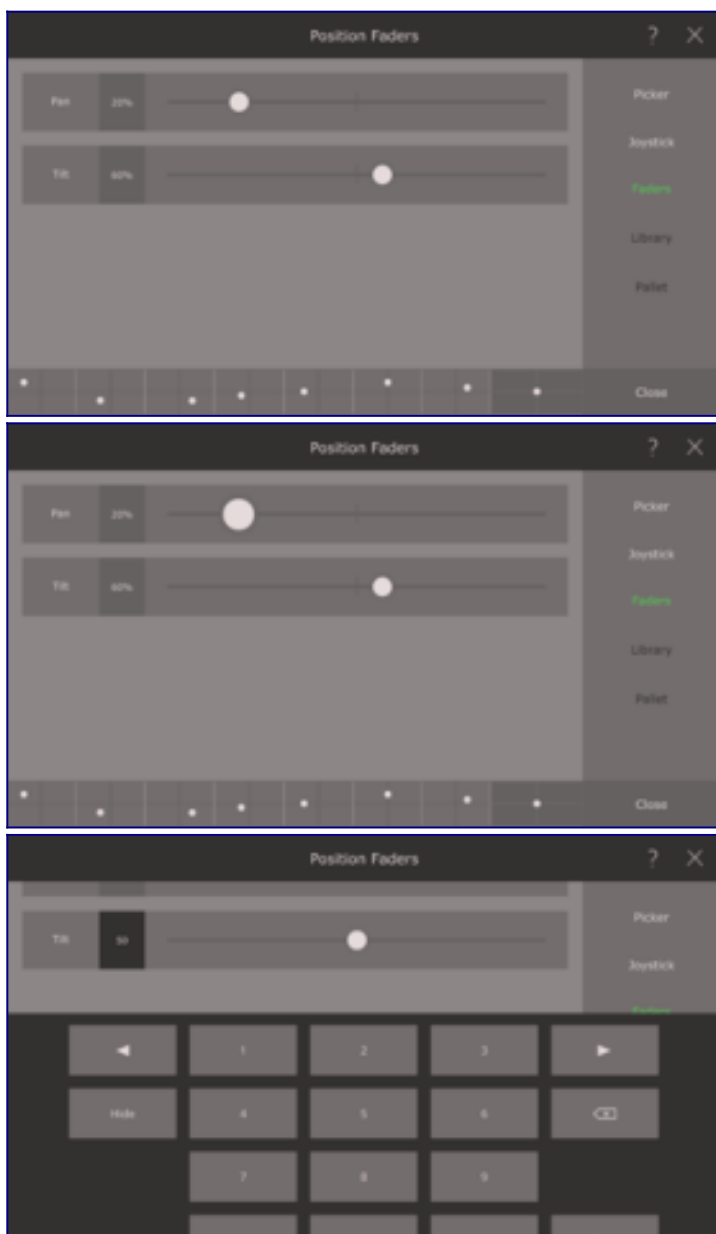 Position Faders ? ×
Pan 20%
Tilt 60%
Picker
Joystick
Faders
Library
Pallet
Close
Position Faders ? ×
Pan 20%
Tilt 60%
Picker
Joystick
Faders
Library
Pallet
Close
Position Faders ? ×
Tilt 50
Picker
Joystick
Faders
1 2 3
Hide 4 5 6
7 8 9